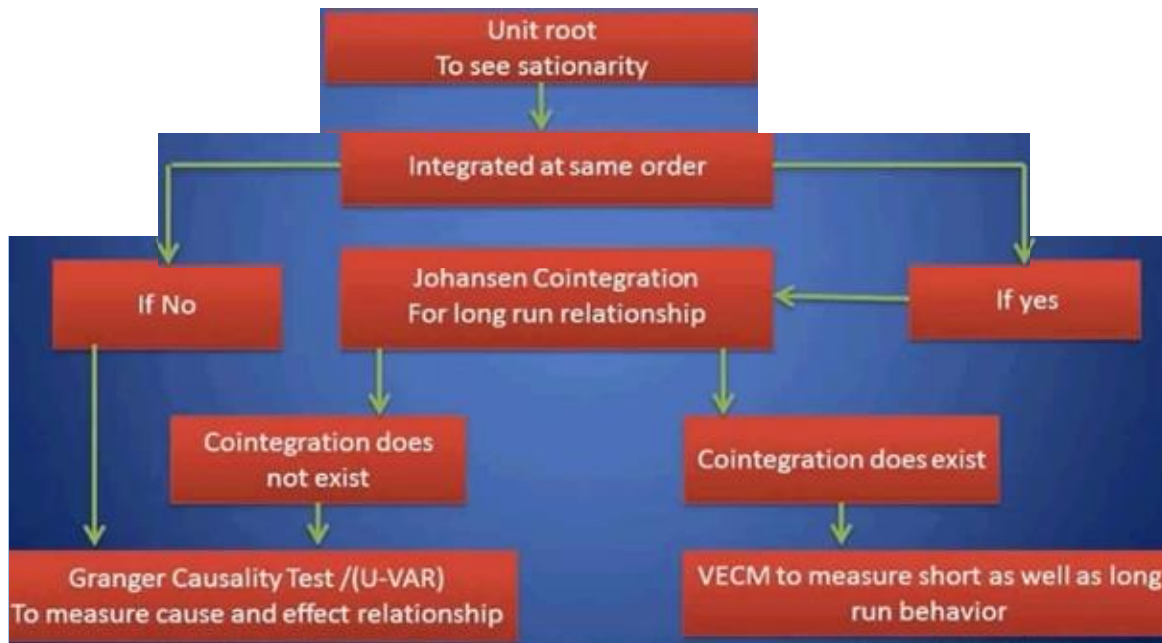 Unit root
To see sationarity
Integrated at same order
If No
Johansen Cointegration
For long run relationship
If yes
Cointegration does
not exist
Cointegration does exist
Granger Causality Test /(U-VAR)
To measure cause and effect relationship
VECM to measure short as well as long
run behavior